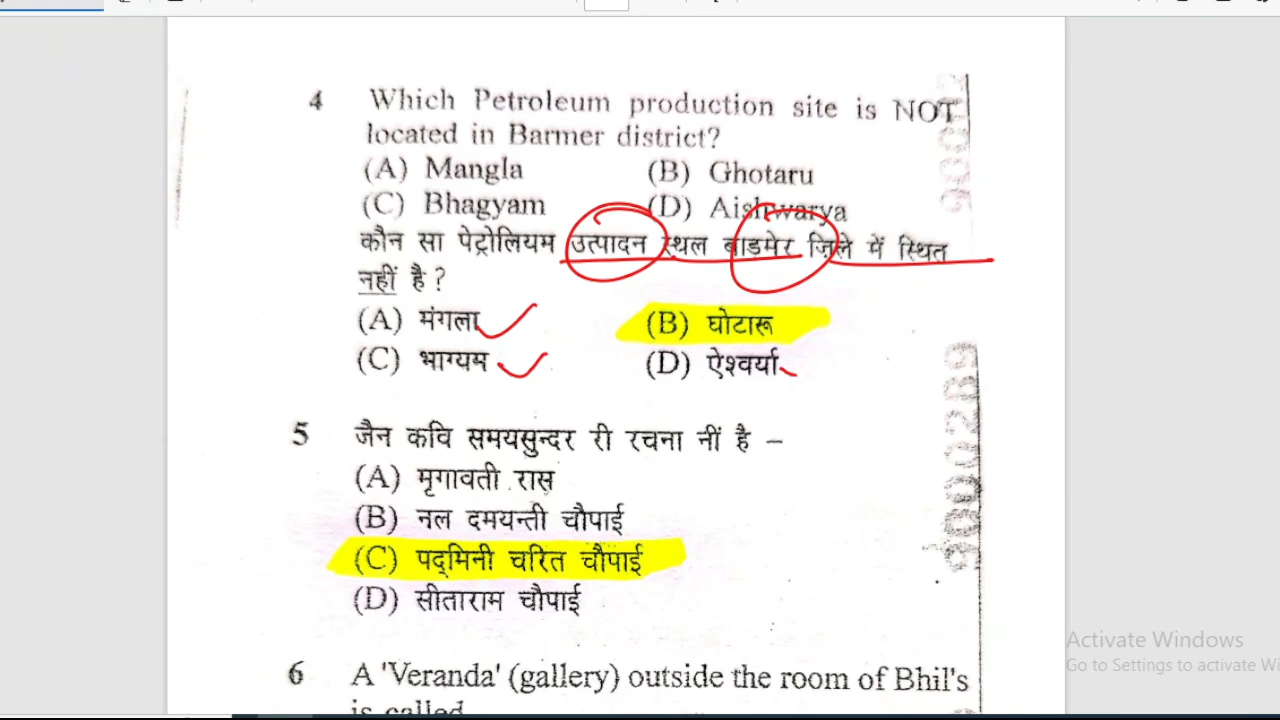 4 Which Petroleum production site is NOT
located in Barmer district?
(A) Mangla (B) Ghotaru
(C) Bhagyam (D) Aishwarya
कौन सा पेट्रोलियम उत्पादन स्थल बाडमेर ज़िले में स्थित
नहीं है ?
(A) मंगला (B) घोटारू
(C) भाग्यम (D) ऐश्वर्या
5 जैन कवि समयसुन्दर री रचना नीं है –
(A) मृगावती रास
(B) नल दमयन्ती चौपाई
(C) पद्मिनी चरित चौपाई
(D) सीताराम चौपाई
6 A 'Veranda' (gallery) outside the room of Bhil's
is called
Activate Windows
Go to Settings to activate